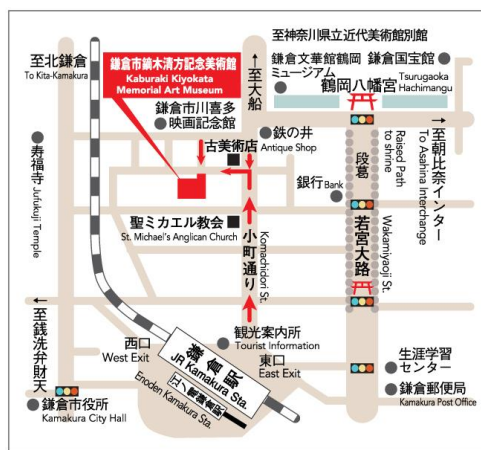 至神奈川県立近代美術館別館
至北鎌倉
To Kita-Kamakura
鎌倉市鏑木清方記念美術館
Kaburaki Kiyokata
Memorial Art Museum
至大船
鎌倉文華館鶴岡
ミュージアム
鎌倉国宝館
鶴岡八幡宮
Tsurugaoka
Hachimangu
鎌倉市川喜多
映画記念館
鉄の井
古美術店
Antique Shop
寿福寺
Jufukuji Temple
銀行 Bank
段葛
Raised Path
to shrine
至朝比奈インター
To Asahina Interchange
聖ミカエル教会
St. Michael's Anglican Church
小町通り
Komachidori St.
若宮大路
Wakamiyaoji St.
至銭洗弁財天
西口
West Exit
鎌倉駅
JR Kamakura Sta.
江ノ電鎌倉駅
Enoden Kamakura Sta.
観光案内所
Tourist Information
東口
East Exit
生涯学習
センター
鎌倉市役所
Kamakura City Hall
鎌倉郵便局
Kamakura Post Office